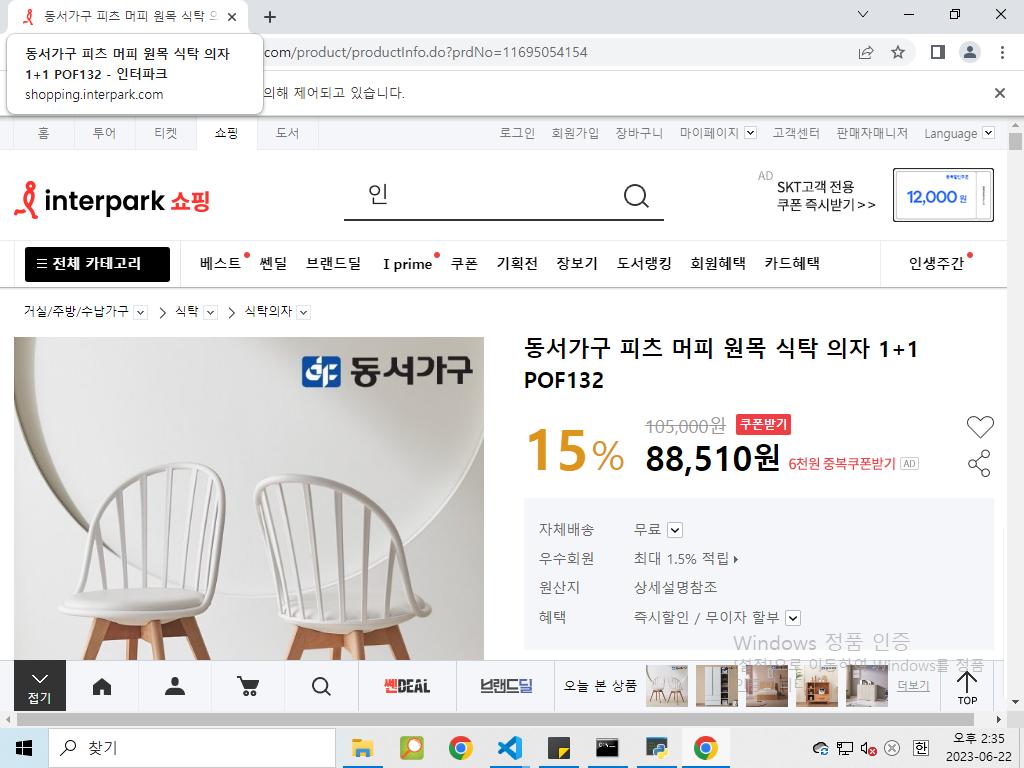 동서가구 피츠 머피 원목 식탁 의
동서가구 피츠 머피 원목 식탁 의자
1+1 POF132 - 인터파크
shopping.interpark.com
com/product/productInfo.do?prdNo=11695054154
의해 제어되고 있습니다.
홈 투어 티켓 쇼핑 도서
로그인 회원가입 장바구니 마이페이지 고객센터 판매자매니저 Language
interpark 쇼핑
인
AD
SKT고객 전용
쿠폰 즉시받기>>
12,000원
전체 카테고리 베스트 쎈딜 브랜드딜 I prime 쿠폰 기획전 장보기 도서랭킹 회원혜택 카드혜택 인생주간
거실/주방/수납가구 식탁 식탁의자
동서가구
동서가구 피츠 머피 원목 식탁 의자 1+1
POF132
15%
105,000원 쿠폰받기
88,510원 6천원 중복쿠폰받기 AD
자체배송 무료
우수회원 최대 1.5% 적립
원산지 상세설명참조
혜택 즉시할인 / 무이자 할부
Windows 정품 인증
[설정]으로 이동하여 Windows를 정품
접기
쎈DEAL
브랜드딜
오늘 본 상품
더보기
TOP
찾기
한
오후 2:35
2023-06-22